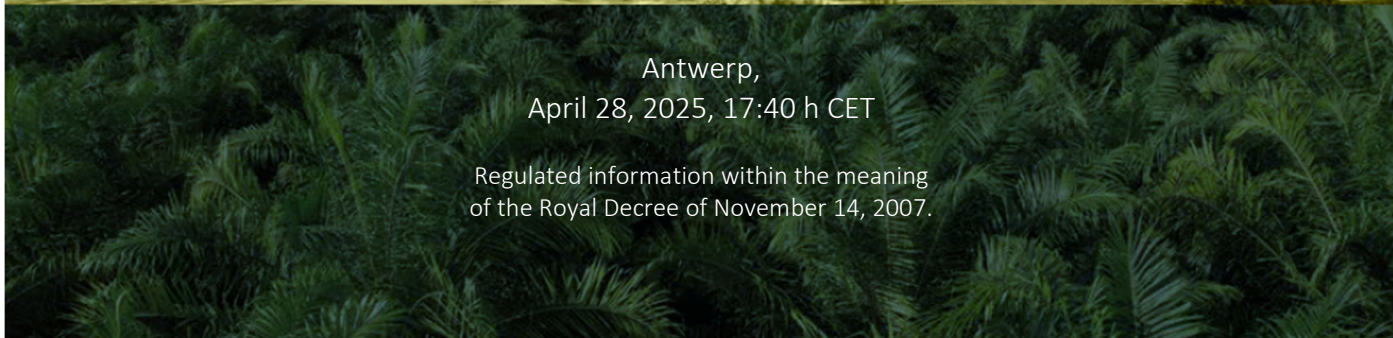 Antwerp,
April 28, 2025, 17:40 h CET
Regulated information within the meaning
of the Royal Decree of November 14, 2007.